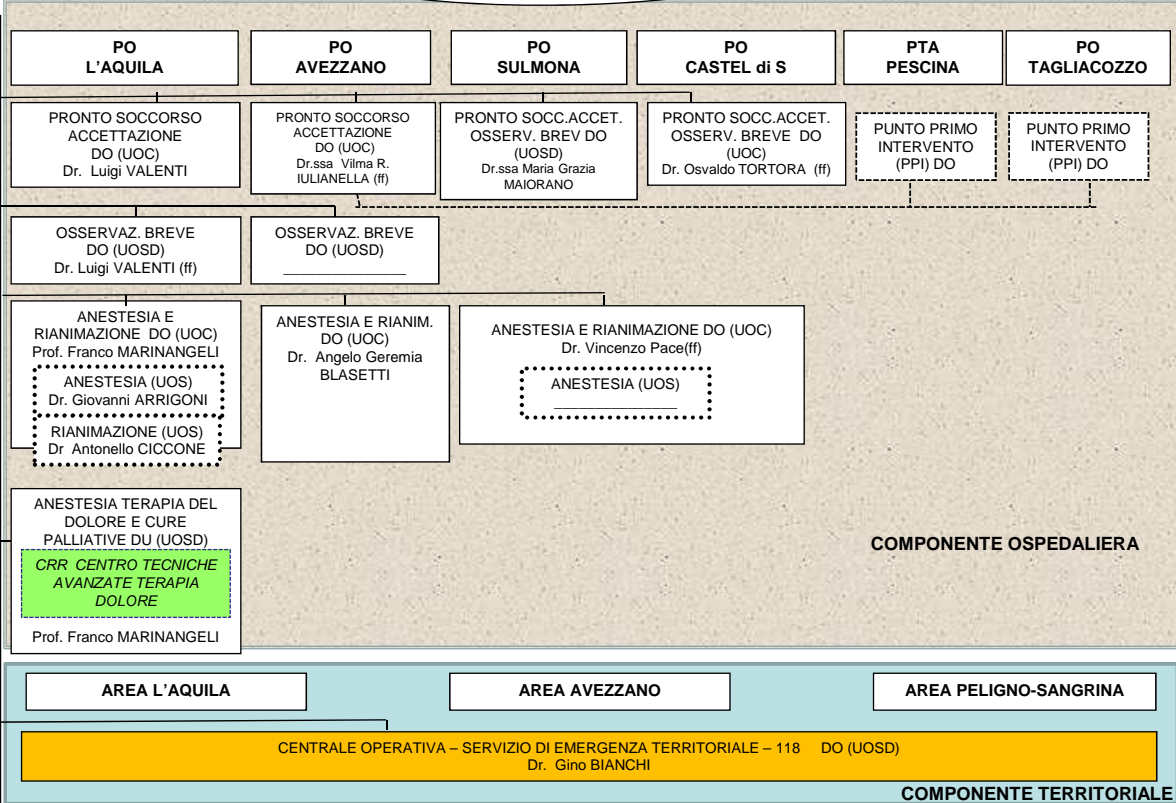 PO
L'AQUILA
PO
AVEZZANO
PO
SULMONA
PO
CASTEL di S
PTA
PESCINA
PO
TAGLIACOZZO
PRONTO SOCCORSO
ACCETTAZIONE
DO (UOC)
Dr. Luigi VALENTI
PRONTO SOCCORSO
ACCETTAZIONE
DO (UOC)
Dr.ssa Vilma R.
IULIANELLA (ff)
PRONTO SOCC.ACCET.
OSSERV. BREV DO
(UOSD)
Dr.ssa Maria Grazia
MAIORANO
PRONTO SOCC.ACCET.
OSSERV. BREVE DO
(UOC)
Dr. Osvaldo TORTORA (ff)
PUNTO PRIMO
INTERVENTO
(PPI) DO
PUNTO PRIMO
INTERVENTO
(PPI) DO
OSSERVAZ. BREVE
DO (UOSD)
Dr. Luigi VALENTI (ff)
OSSERVAZ. BREVE
DO (UOSD)
_______________
ANESTESIA E
RIANIMAZIONE DO (UOC)
Prof. Franco MARINANGELI
ANESTESIA (UOS)
Dr. Giovanni ARRIGONI
RIANIMAZIONE (UOS)
Dr Antonello CICCONE
ANESTESIA E RIANIM.
DO (UOC)
Dr. Angelo Geremia
BLASETTI
ANESTESIA E RIANIMAZIONE DO (UOC)
Dr. Vincenzo Pace(ff)
ANESTESIA (UOS)
_______________
ANESTESIA TERAPIA DEL
DOLORE E CURE
PALLIATIVE DU (UOSD)
CRR CENTRO TECNICHE
AVANZATE TERAPIA
DOLORE
Prof. Franco MARINANGELI
COMPONENTE OSPEDALIERA
AREA L'AQUILA
AREA AVEZZANO
AREA PELIGNO-SANGRINA
CENTRALE OPERATIVA – SERVIZIO DI EMERGENZA TERRITORIALE – 118 DO (UOSD)
Dr. Gino BIANCHI
COMPONENTE TERRITORIALE